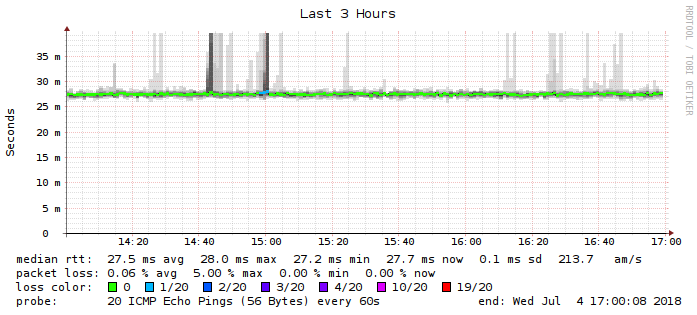 Last 3 Hours
RRDTOOL / TOBI OETIKER
Seconds
35 m
30 m
25 m
20 m
15 m
10 m
5 m
0
14:20 14:40 15:00 15:20 15:40 16:00 16:20 16:40 17:00
median rtt: 27.5 ms avg 28.0 ms max 27.2 ms min 27.7 ms now 0.1 ms sd 213.7 am/s
packet loss: 0.06 % avg 5.00 % max 0.00 % min 0.00 % now
loss color: 0 1/20 2/20 3/20 4/20 10/20 19/20
probe: 20 ICMP Echo Pings (56 Bytes) every 60s end: Wed Jul 4 17:00:08 2018